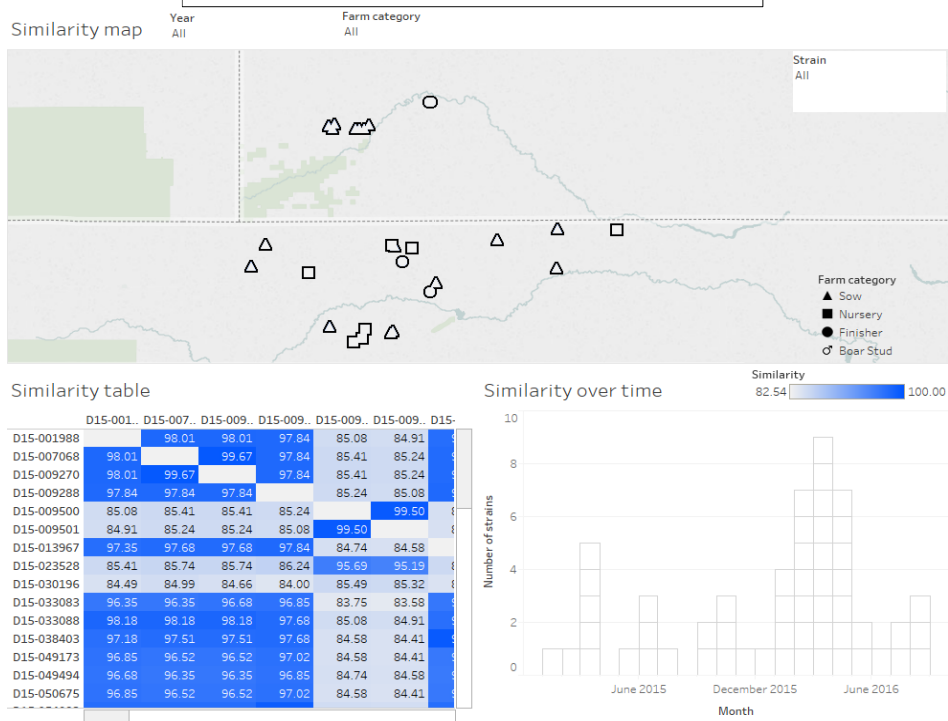 Similarity map
Year
All
Farm category
All
Strain
All
Farm category
Sow
Nursery
Finisher
Boar Stud
Similarity table
D15-001.. D15-007.. D15-009.. D15-009.. D15-009.. D15-009.. D15-
D15-001988 98.01 98.01 97.84 85.08 84.91
D15-007068 98.01 99.67 97.84 85.41 85.24
D15-009270 98.01 99.67 97.84 85.41 85.24
D15-009288 97.84 97.84 97.84 85.24 85.08
D15-009500 85.08 85.41 85.41 85.24 99.50
D15-009501 84.91 85.24 85.24 85.08 99.50
D15-013967 97.35 97.68 97.68 97.84 84.74 84.58
D15-023528 85.41 85.74 85.74 86.24 95.69 95.19
D15-030196 84.49 84.99 84.66 84.00 85.49 85.32
D15-033083 96.35 96.35 96.68 96.85 83.75 83.58
D15-033088 98.18 98.18 98.18 97.68 85.08 84.91
D15-038403 97.18 97.51 97.51 97.68 84.58 84.41
D15-049173 96.85 96.52 96.52 97.02 84.58 84.41
D15-049494 96.68 96.35 96.35 96.85 84.74 84.58
D15-050675 96.85 96.52 96.52 97.02 84.58 84.41
Similarity over time
Similarity
82.54 100.00
10
8
6
4
2
0
Number of strains
June 2015 December 2015 June 2016
Month